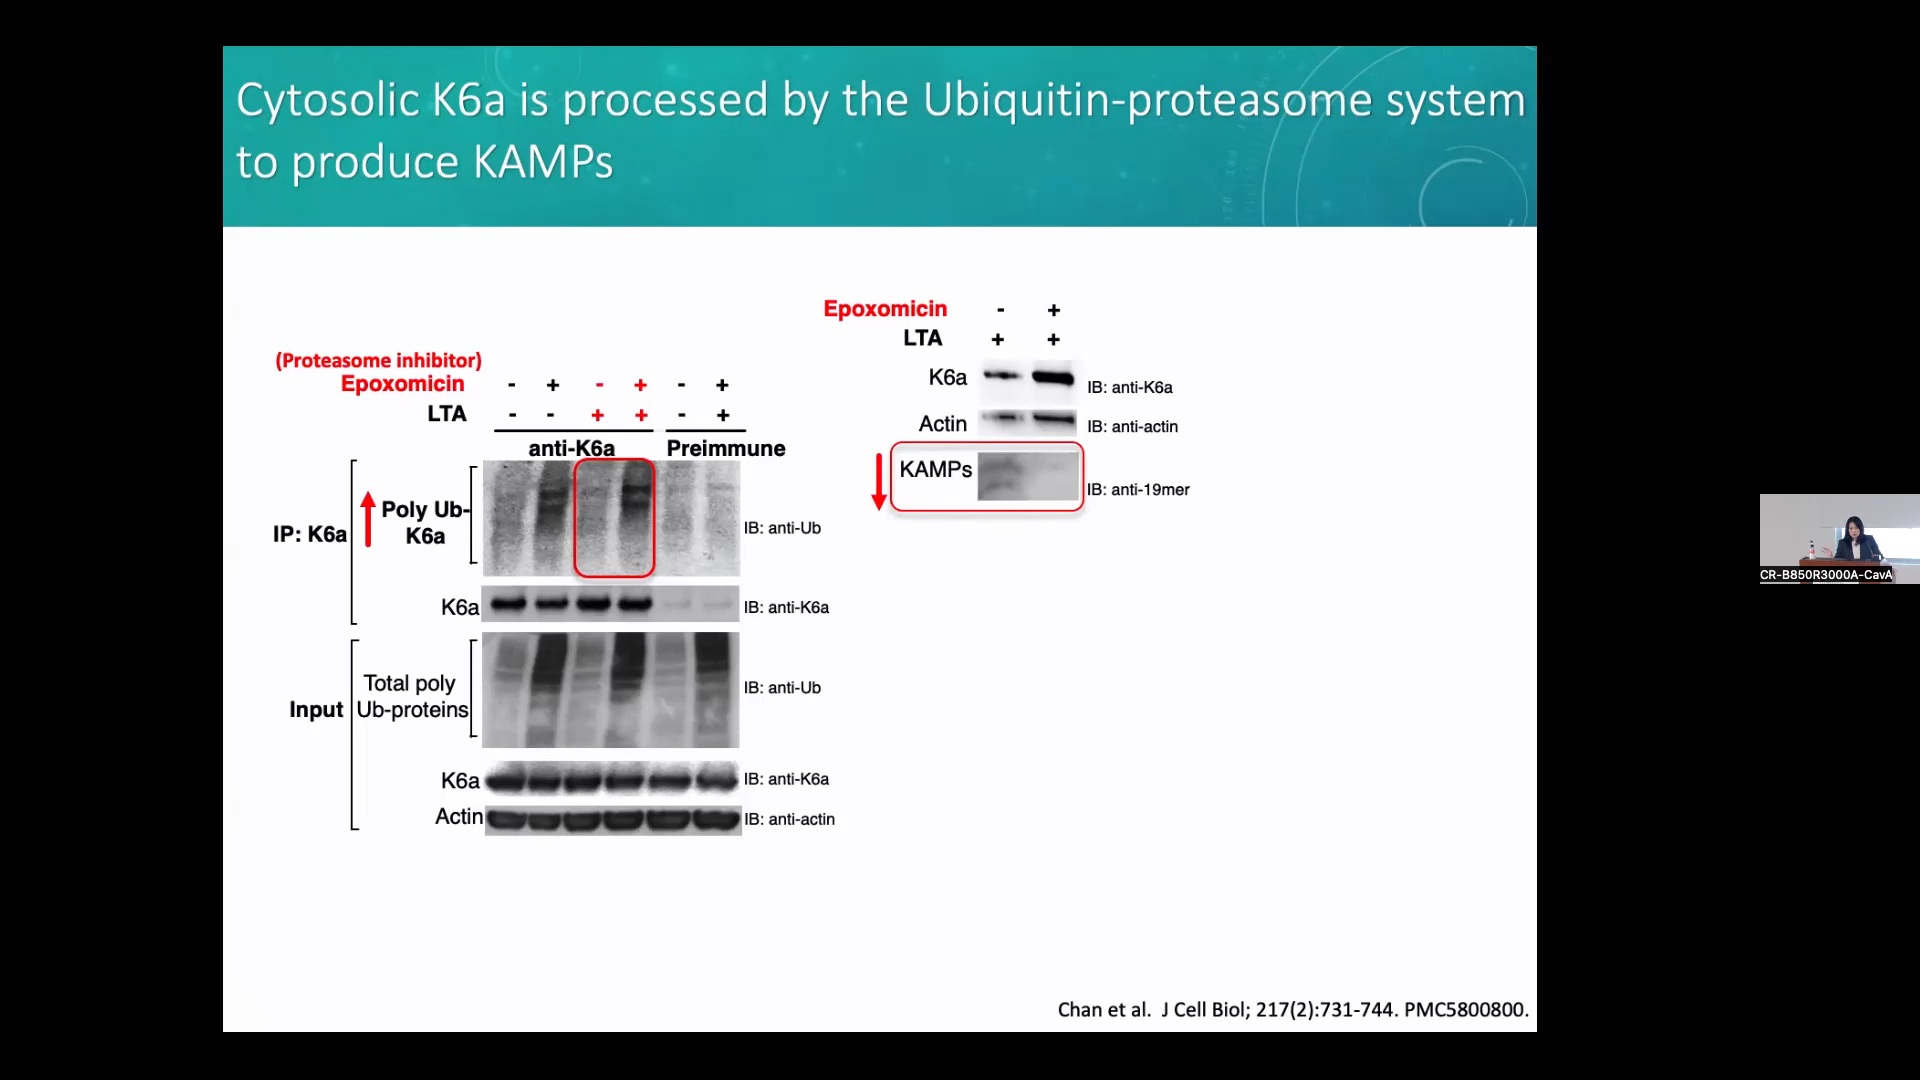 Cytosolic K6a is processed by the Ubiquitin-proteasome system
to produce KAMPs
(Proteasome inhibitor)
Epoxomicin - + - + - +
LTA - - + + - +
anti-K6a Preimmune
IP: K6a
Poly Ub-
K6a
IB: anti-Ub
K6a IB: anti-K6a
Input
Total poly
Ub-proteins
IB: anti-Ub
K6a IB: anti-K6a
Actin IB: anti-actin
Epoxomicin - +
LTA + +
K6a IB: anti-K6a
Actin IB: anti-actin
KAMPs IB: anti-19mer
Chan et al. J Cell Biol; 217(2):731-744. PMC5800800.
CR-B850R3000A-CavA